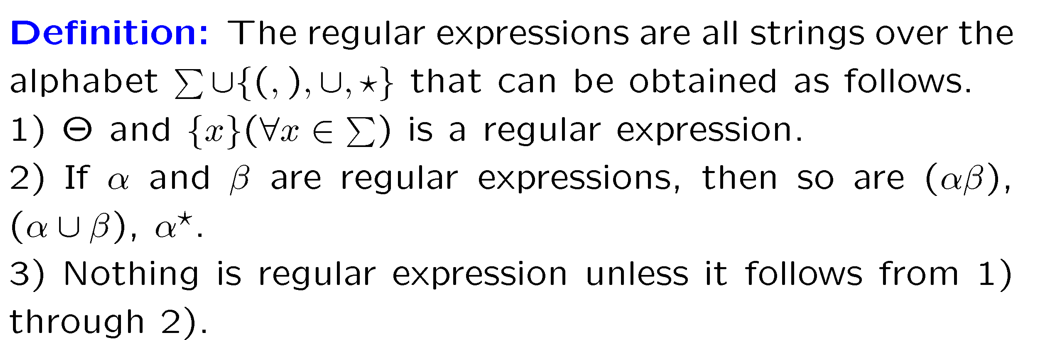 Definition: The regular expressions are all strings over the
alphabet ∑∪{(, ), ∪, ⋆} that can be obtained as follows.
1) Θ and {x}(∀x ∈ ∑) is a regular expression.
2) If α and β are regular expressions, then so are (αβ),
(α ∪ β), α⋆.
3) Nothing is regular expression unless it follows from 1)
through 2).